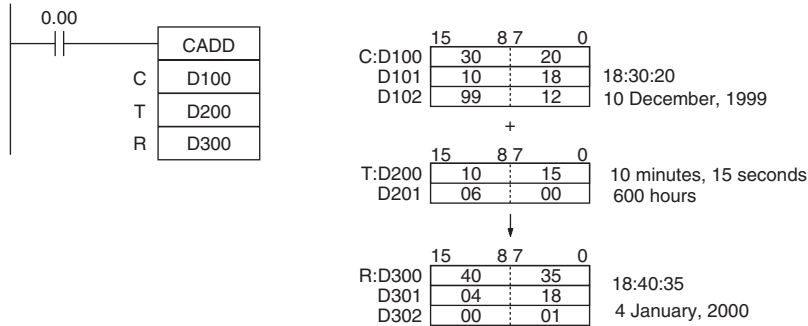 0.00
CADD
C D100
T D200
R D300
15 8 7 0
C:D100 30 20
D101 10 18 18:30:20
D102 99 12 10 December, 1999
+
15 8 7 0
T:D200 10 15 10 minutes, 15 seconds
D201 06 00 600 hours
15 8 7 0
R:D300 40 35 18:40:35
D301 04 18
D302 00 01 4 January, 2000